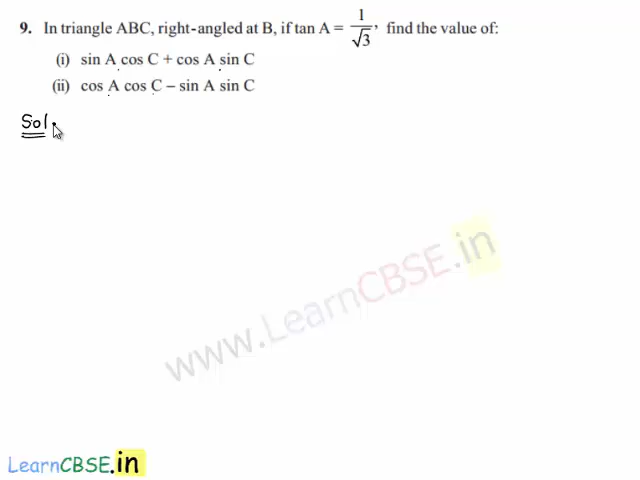 9. In triangle ABC, right-angled at B, if tan A = 1/√3, find the value of:
(i) sin A cos C + cos A sin C
(ii) cos A cos C – sin A sin C
Sol.
www.LearnCBSE.in
LearnCBSE.in